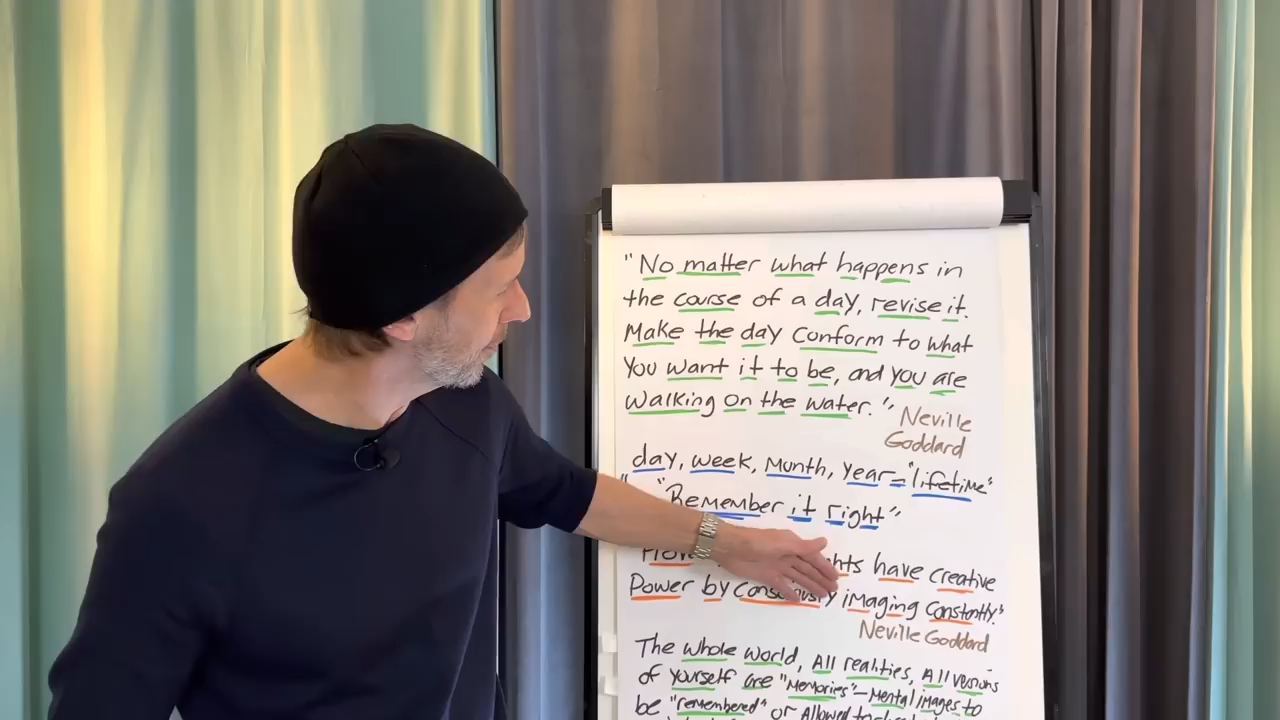 "No matter what happens in
the course of a day, revise it.
Make the day conform to what
You want it to be, and you are
walking on the water."
Neville
Goddard
day, week, Month, year = "lifetime"
"Remember it right"
have creative
Power by imaging constantly."
Neville Goddard
The whole world, All realities, All versions
of yourself are "Memories"—Mental images to
be "remembered" or Allowed